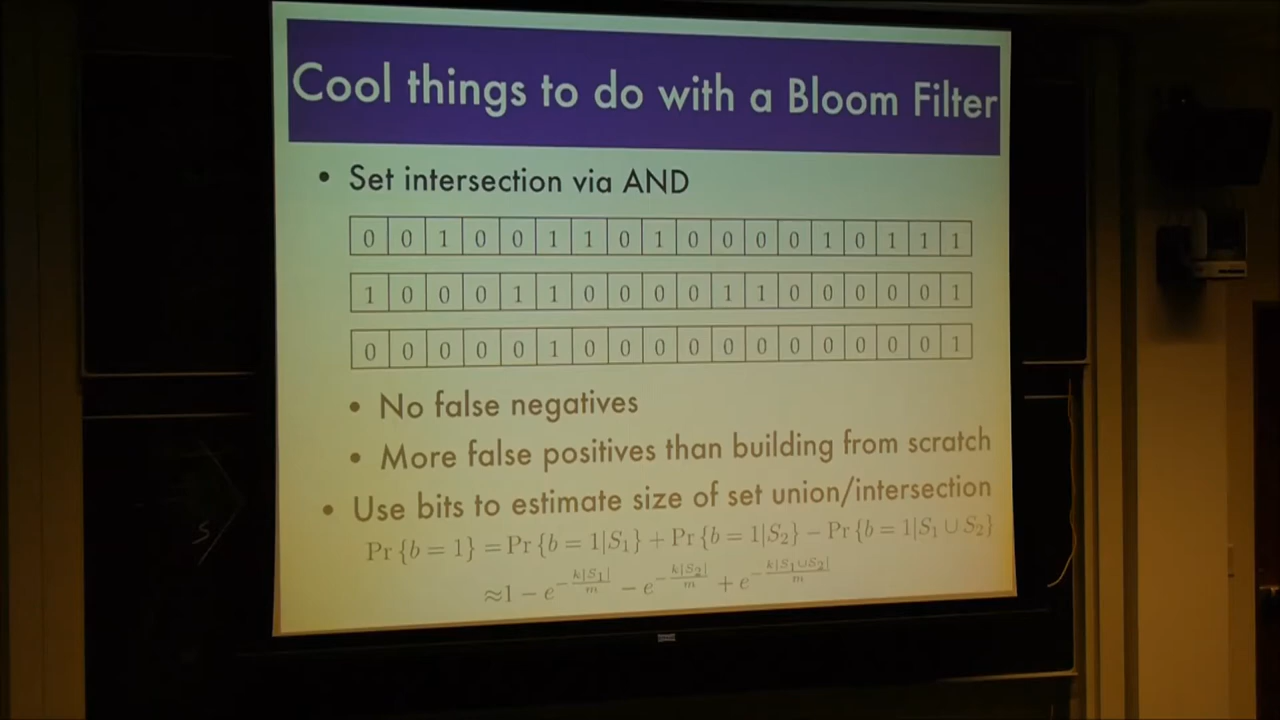 Cool things to do with a Bloom Filter
• Set intersection via AND
0 0 1 0 0 1 1 0 1 0 0 0 0 1 0 1 1 1
1 0 0 0 1 1 0 0 0 0 1 1 0 0 0 0 0 1
0 0 0 0 0 1 0 0 0 0 0 0 0 0 0 0 0 1
• No false negatives
• More false positives than building from scratch
• Use bits to estimate size of set union/intersection
Pr {b = 1} = Pr {b = 1|S₁} + Pr {b = 1|S₂} − Pr {b = 1|S₁ ∪ S₂}
≈1 − e^{−k|S₁|/m} − e^{−k|S₂|/m} + e^{−k|S₁∪S₂|/m}